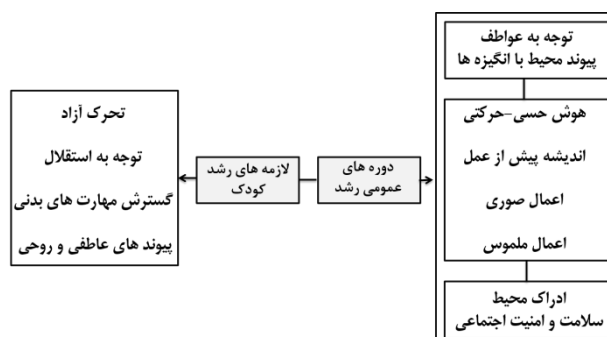 توجه به عواطف
پیوند محیط با انگیزه ها
هوش حسی-حرکتی
اندیشه پیش از عمل
اعمال صوری
اعمال ملموس
ادراک محیط
سلامت و امنیت اجتماعی
دوره های
عمومی رشد
لازمه های رشد
کودک
تحرک آزاد
توجه به استقلال
گسترش مهارت های بدنی
پیوند های عاطفی و روحی